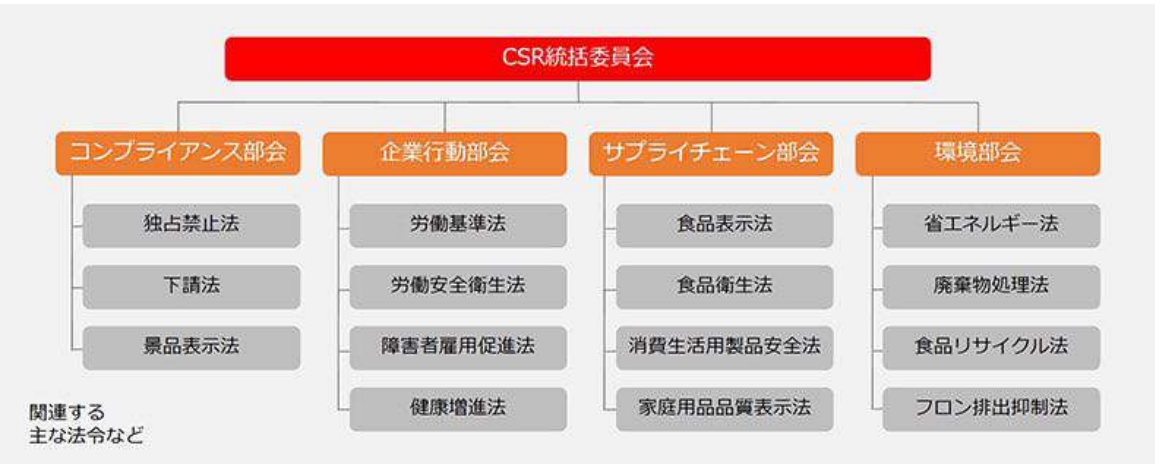 CSR統括委員会
コンプライアンス部会
独占禁止法
下請法
景品表示法
企業行動部会
労働基準法
労働安全衛生法
障害者雇用促進法
健康増進法
サプライチェーン部会
食品表示法
食品衛生法
消費生活用製品安全法
家庭用品品質表示法
環境部会
省エネルギー法
廃棄物処理法
食品リサイクル法
フロン排出抑制法
関連する
主な法令など